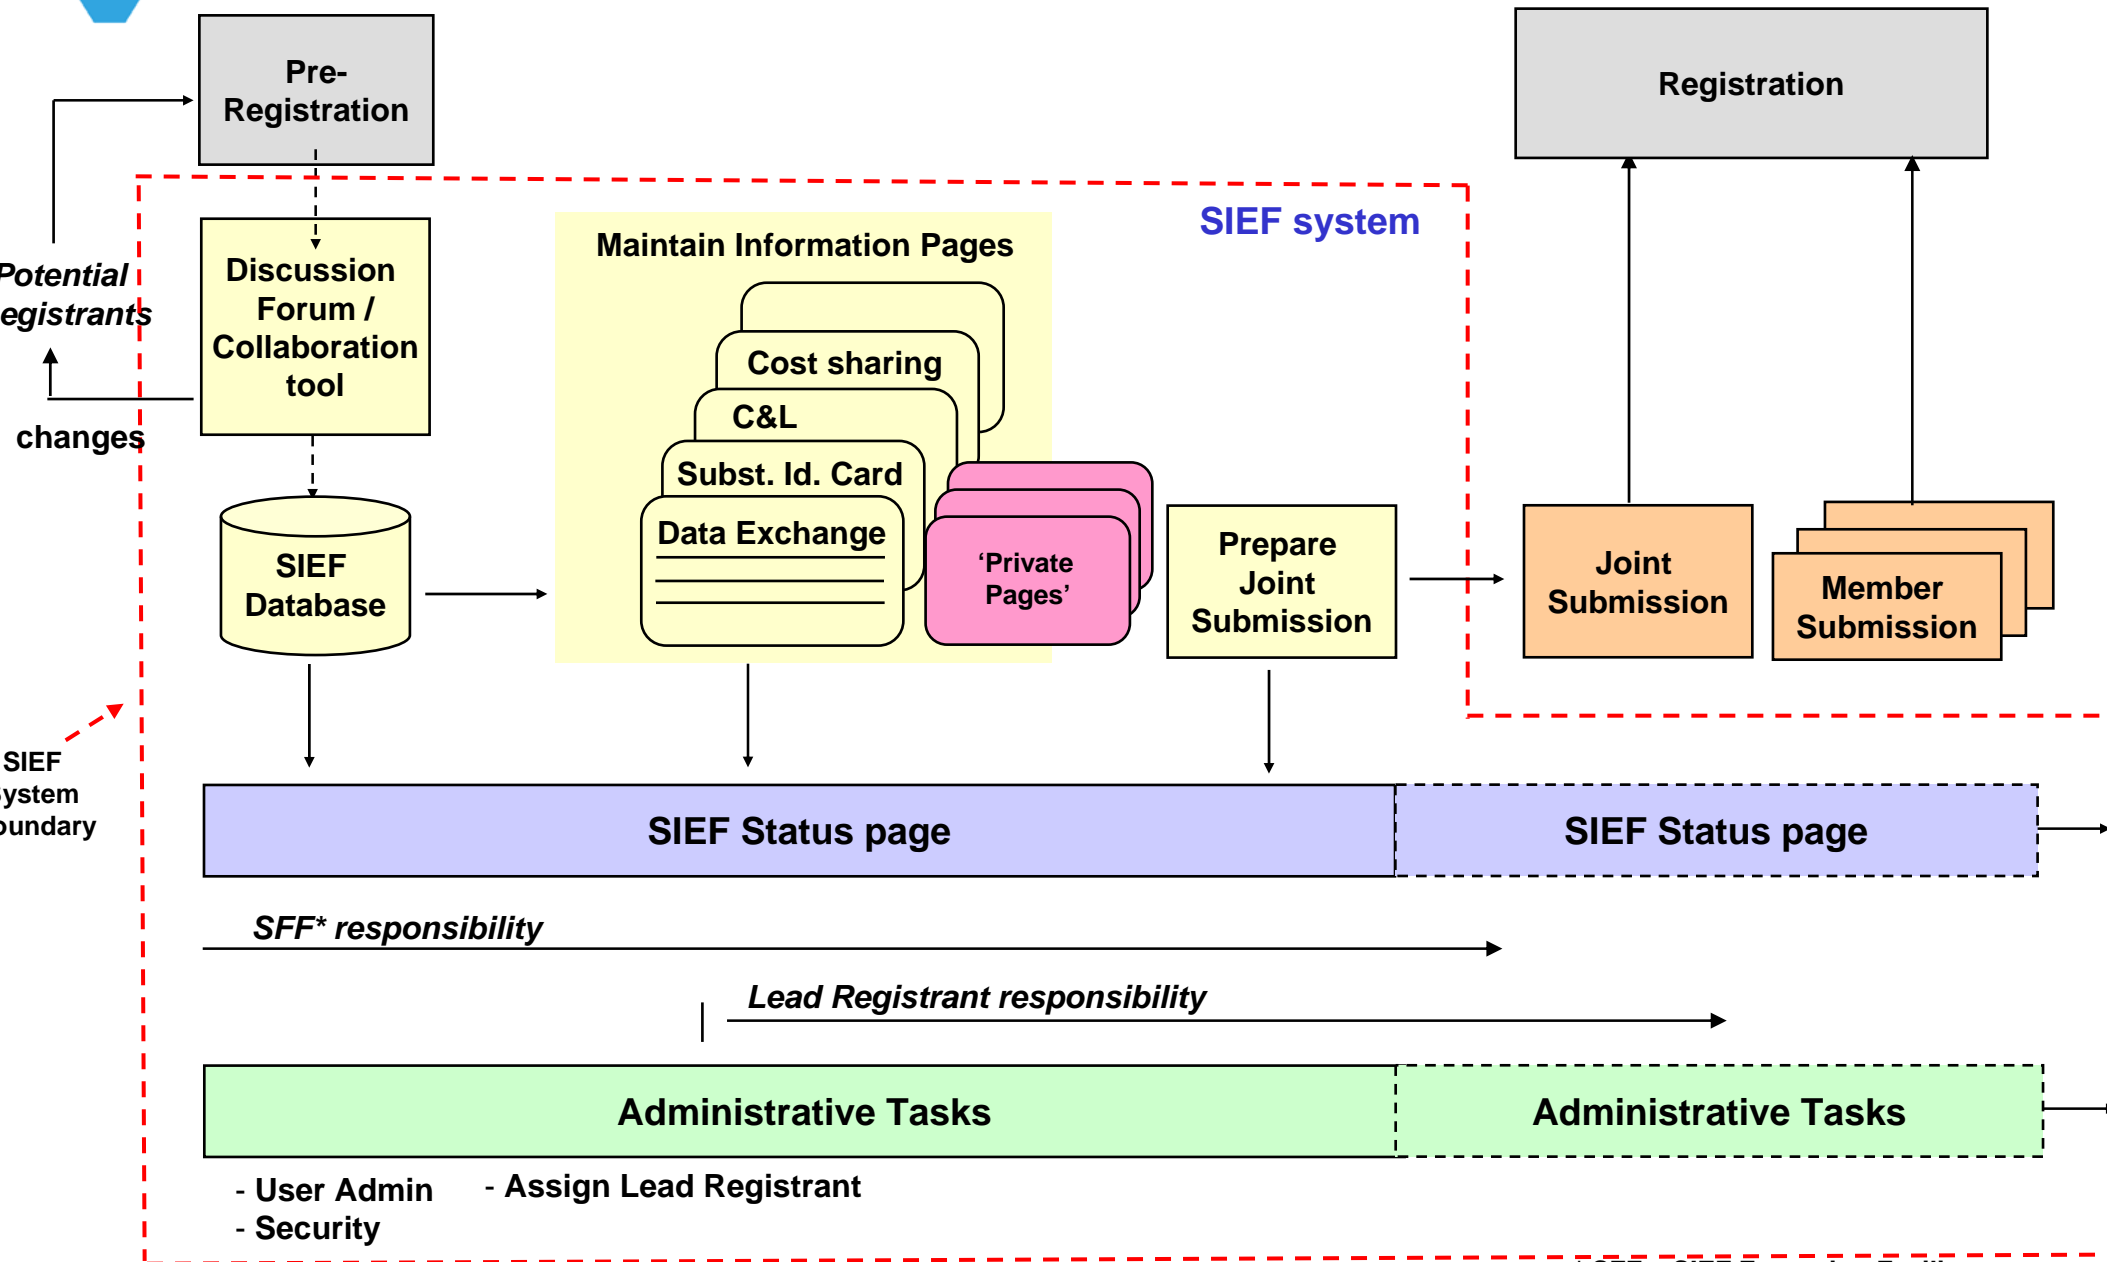 Pre-
Registration
Registration
SIEF system
Potential
egistrants
changes
Discussion
Forum /
Collaboration
tool
Maintain Information Pages
Cost sharing
C&L
Subst. Id. Card
Data Exchange
'Private
Pages'
SIEF
Database
Prepare
Joint
Submission
Joint
Submission
Member
Submission
SIEF
System
oundary
SIEF Status page
SIEF Status page
SFF* responsibility
Lead Registrant responsibility
Administrative Tasks
Administrative Tasks
- User Admin
- Security
- Assign Lead Registrant